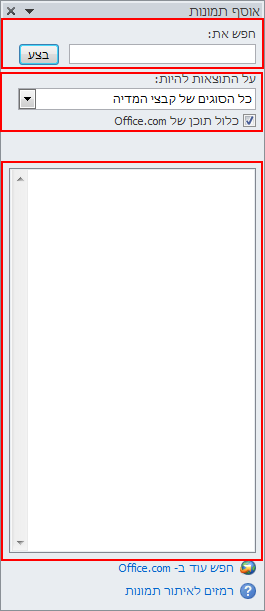 אוסף תמונות
חפש את:
בצע
על התוצאות להיות:
כל הסוגים של קבצי המדיה
כלול תוכן של Office.com
חפש עוד ב- Office.com
רמזים לאיתור תמונות